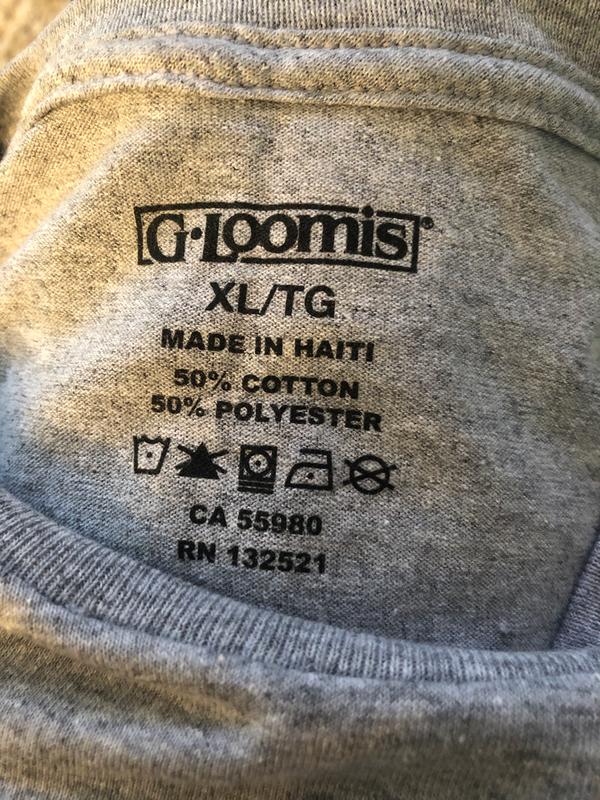 G·Loomis®
XL/TG
MADE IN HAITI
50% COTTON
50% POLYESTER
CA 55980
RN 132521